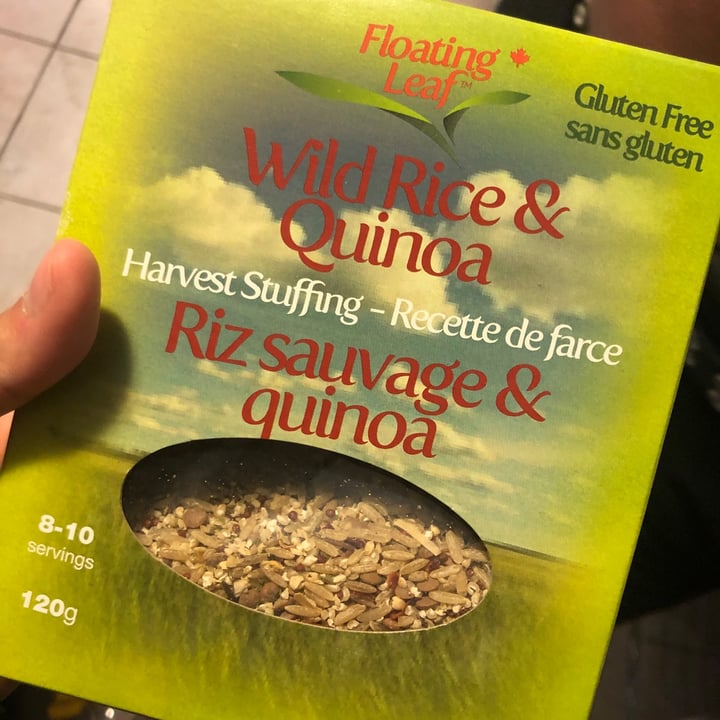 Floating
Leaf™
Gluten Free
sans gluten
Wild Rice &
Quinoa
Harvest Stuffing - Recette de farce
Riz sauvage &
quinoa
8-10
servings
120g